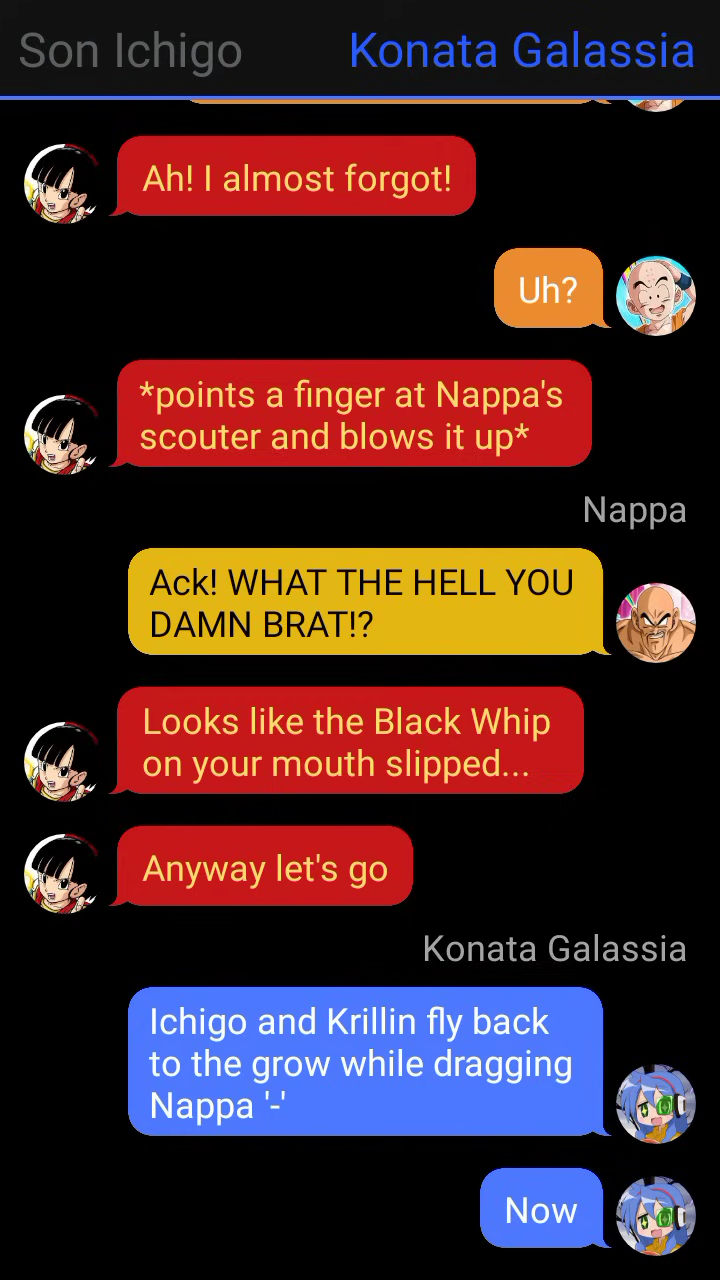 Son Ichigo
Konata Galassia
Ah! I almost forgot!
Uh?
*points a finger at Nappa's
scouter and blows it up*
Nappa
Ack! WHAT THE HELL YOU
DAMN BRAT!?
Looks like the Black Whip
on your mouth slipped...
Anyway let's go
Konata Galassia
Ichigo and Krillin fly back
to the grow while dragging
Nappa '-'
Now